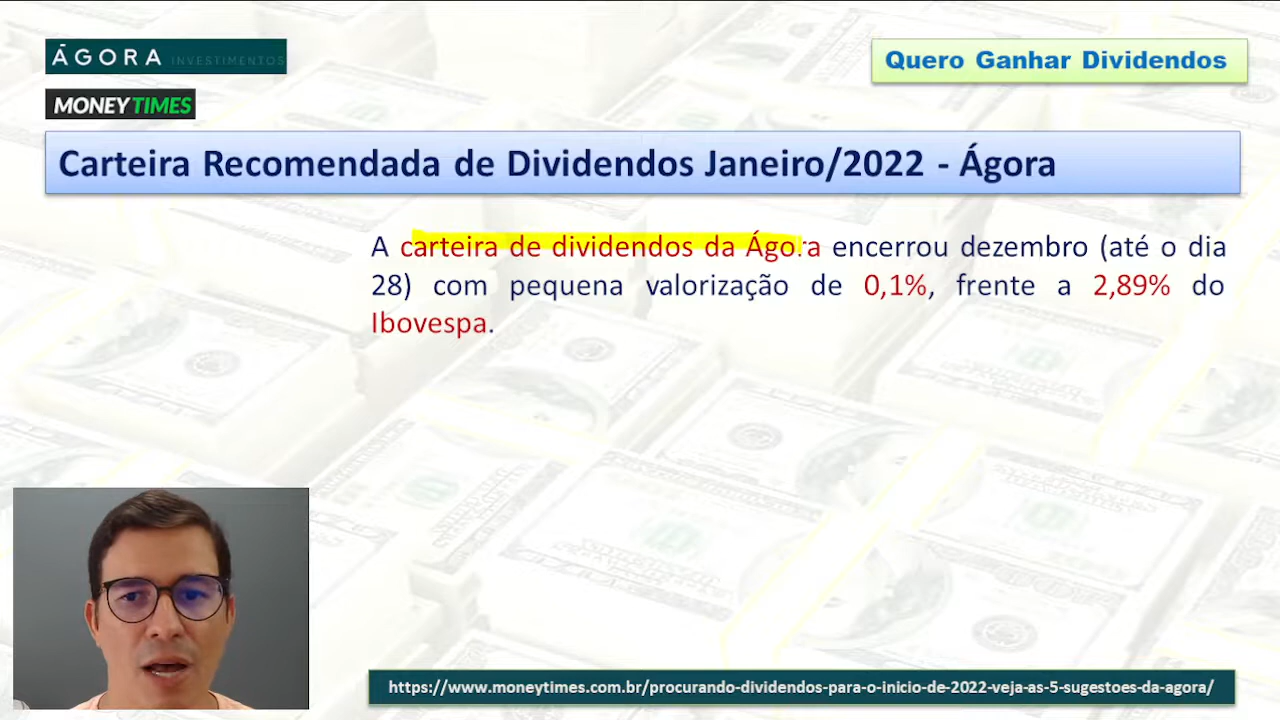 ÁGORA INVESTIMENTOS
Quero Ganhar Dividendos
MONEYTIMES
Carteira Recomendada de Dividendos Janeiro/2022 - Ágora
A carteira de dividendos da Ágora encerrou dezembro (até o dia
28) com pequena valorização de 0,1%, frente a 2,89% do
Ibovespa.
https://www.moneytimes.com.br/procurando-dividendos-para-o-inicio-de-2022-veja-as-5-sugestoes-da-agora/